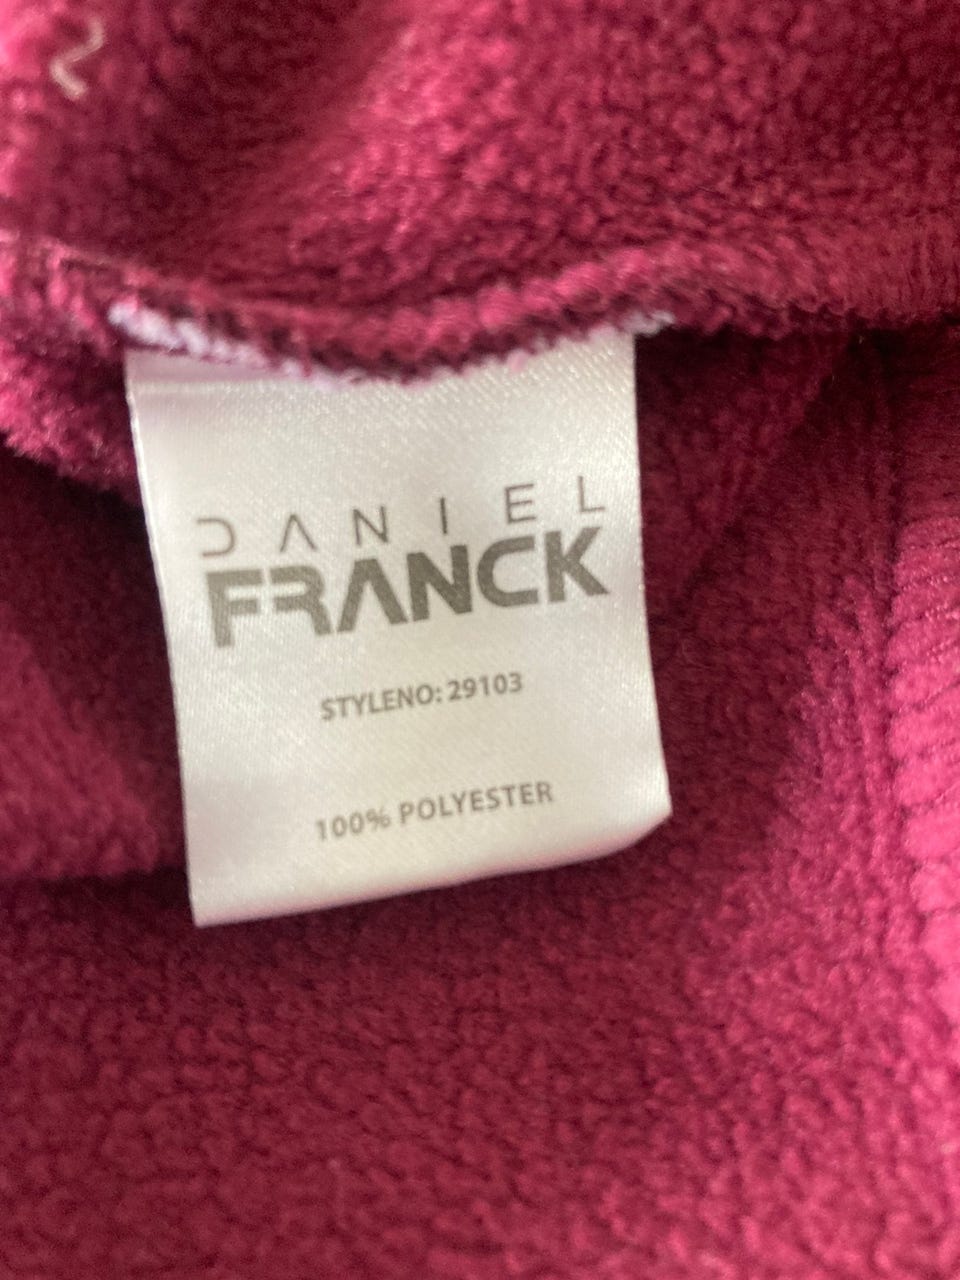 DANIEL
FRANCK
STYLENO: 29103
100% POLYESTER